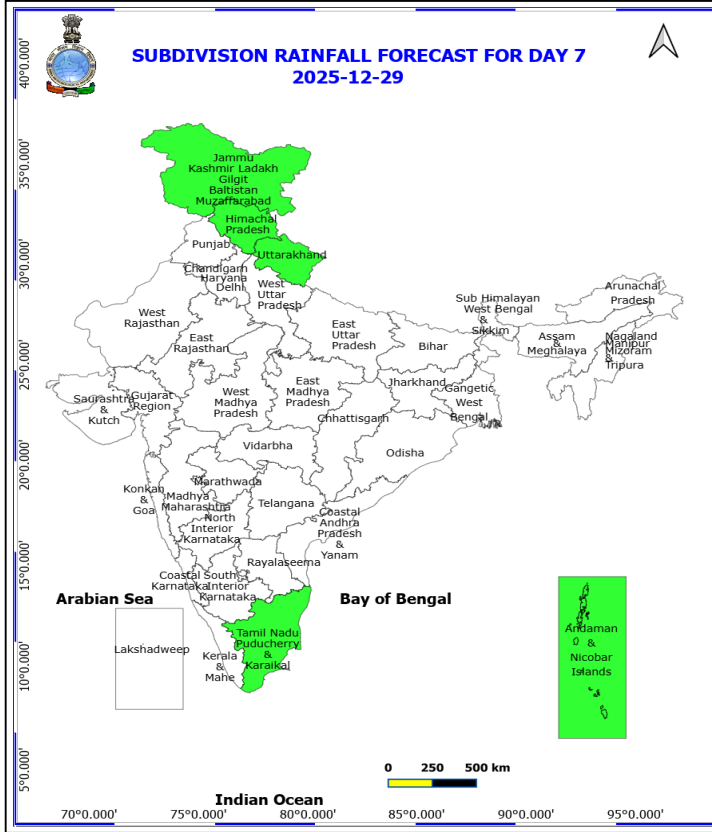 SUBDIVISION RAINFALL FORECAST FOR DAY 7
2025-12-29
40°0.000'
35°0.000'
30°0.000'
25°0.000'
20°0.000'
15°0.000'
10°0.000'
5°0.000'
Jammu
Kashmir Ladakh
Gilgit
Baltistan
Muzaffarabad
Himachal
Pradesh
Punjab
Uttarakhand
Chandigarh
Haryana
Delhi
West
Uttar
Pradesh
West
Rajasthan
East
Rajasthan
East
Uttar
Pradesh
Bihar
Sub Himalayan
West Bengal
&
Sikkim
Arunachal
Pradesh
Assam
&
Meghalaya
Nagaland
Manipur
Mizoram
&
Tripura
Saurashtra
&
Kutch
Gujarat
Region
West
Madhya
Pradesh
East
Madhya
Pradesh
Jharkhand
Gangetic
West
Bengal
Chhattisgarh
Odisha
Vidarbha
Konkan
&
Goa
Madhya
Maharashtra
Marathwada
Telangana
North
Interior
Karnataka
Coastal
Andhra
Pradesh
&
Yanam
Rayalaseema
Coastal
Karnataka
South
Interior
Karnataka
Arabian Sea
Bay of Bengal
Lakshadweep
Kerala
&
Mahe
Tamil Nadu
Puducherry
&
Karaikal
Andaman
&
Nicobar
Islands
0 250 500 km
Indian Ocean
70°0.000' 75°0.000' 80°0.000' 85°0.000' 90°0.000' 95°0.000'